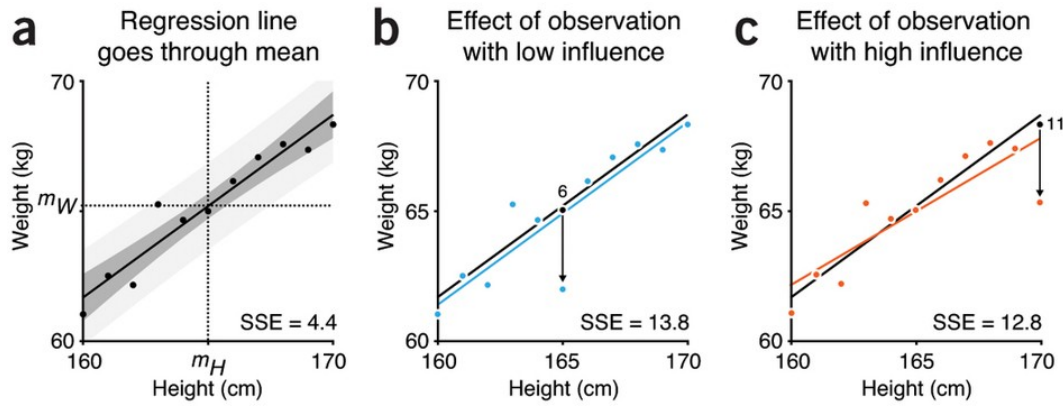 a
Regression line
goes through mean
70
Weight (kg)
mW
60
160
mH
170
Height (cm)
SSE = 4.4
b
Effect of observation
with low influence
70
Weight (kg)
65
60
6
160
165
170
Height (cm)
SSE = 13.8
c
Effect of observation
with high influence
70
Weight (kg)
65
60
11
160
165
170
Height (cm)
SSE = 12.8